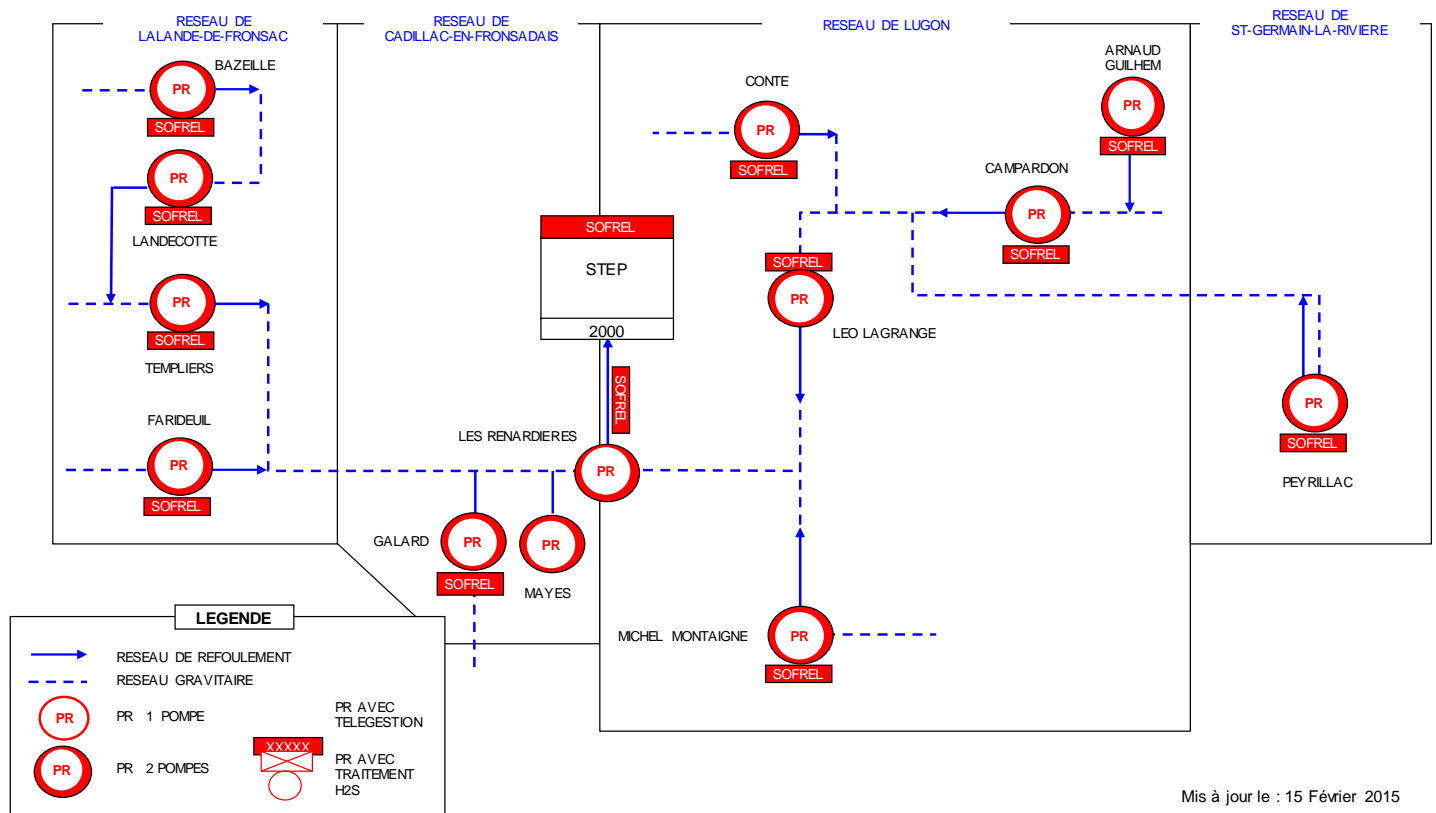 RESEAU DE
LALANDE-DE-FRONSAC
RESEAU DE
CADILLAC-EN-FRONSADAIS
RESEAU DE LUGON
RESEAU DE
ST-GERMAIN-LA-RIVIERE
BAZEILLE
PR
SOFREL
PR
SOFREL
LANDECOTTE
PR
SOFREL
TEMPLIERS
FARIDEUIL
PR
SOFREL
SOFREL
STEP
2000
SOFREL
LES RENARDIERES
PR
GALARD
PR
SOFREL
PR
MAYES
CONTE
PR
SOFREL
ARNAUD
GUILHEM
PR
SOFREL
CAMPARDON
PR
SOFREL
SOFREL
PR
LEO LAGRANGE
MICHEL MONTAIGNE
PR
SOFREL
PR
SOFREL
PEYRILLAC
LEGENDE
RESEAU DE REFOULEMENT
RESEAU GRAVITAIRE
PR
PR 1 POMPE
PR
PR 2 POMPES
PR AVEC
TELEGESTION
XXXXX
PR AVEC
TRAITEMENT
H2S
Mis à jour le : 15 Février 2015